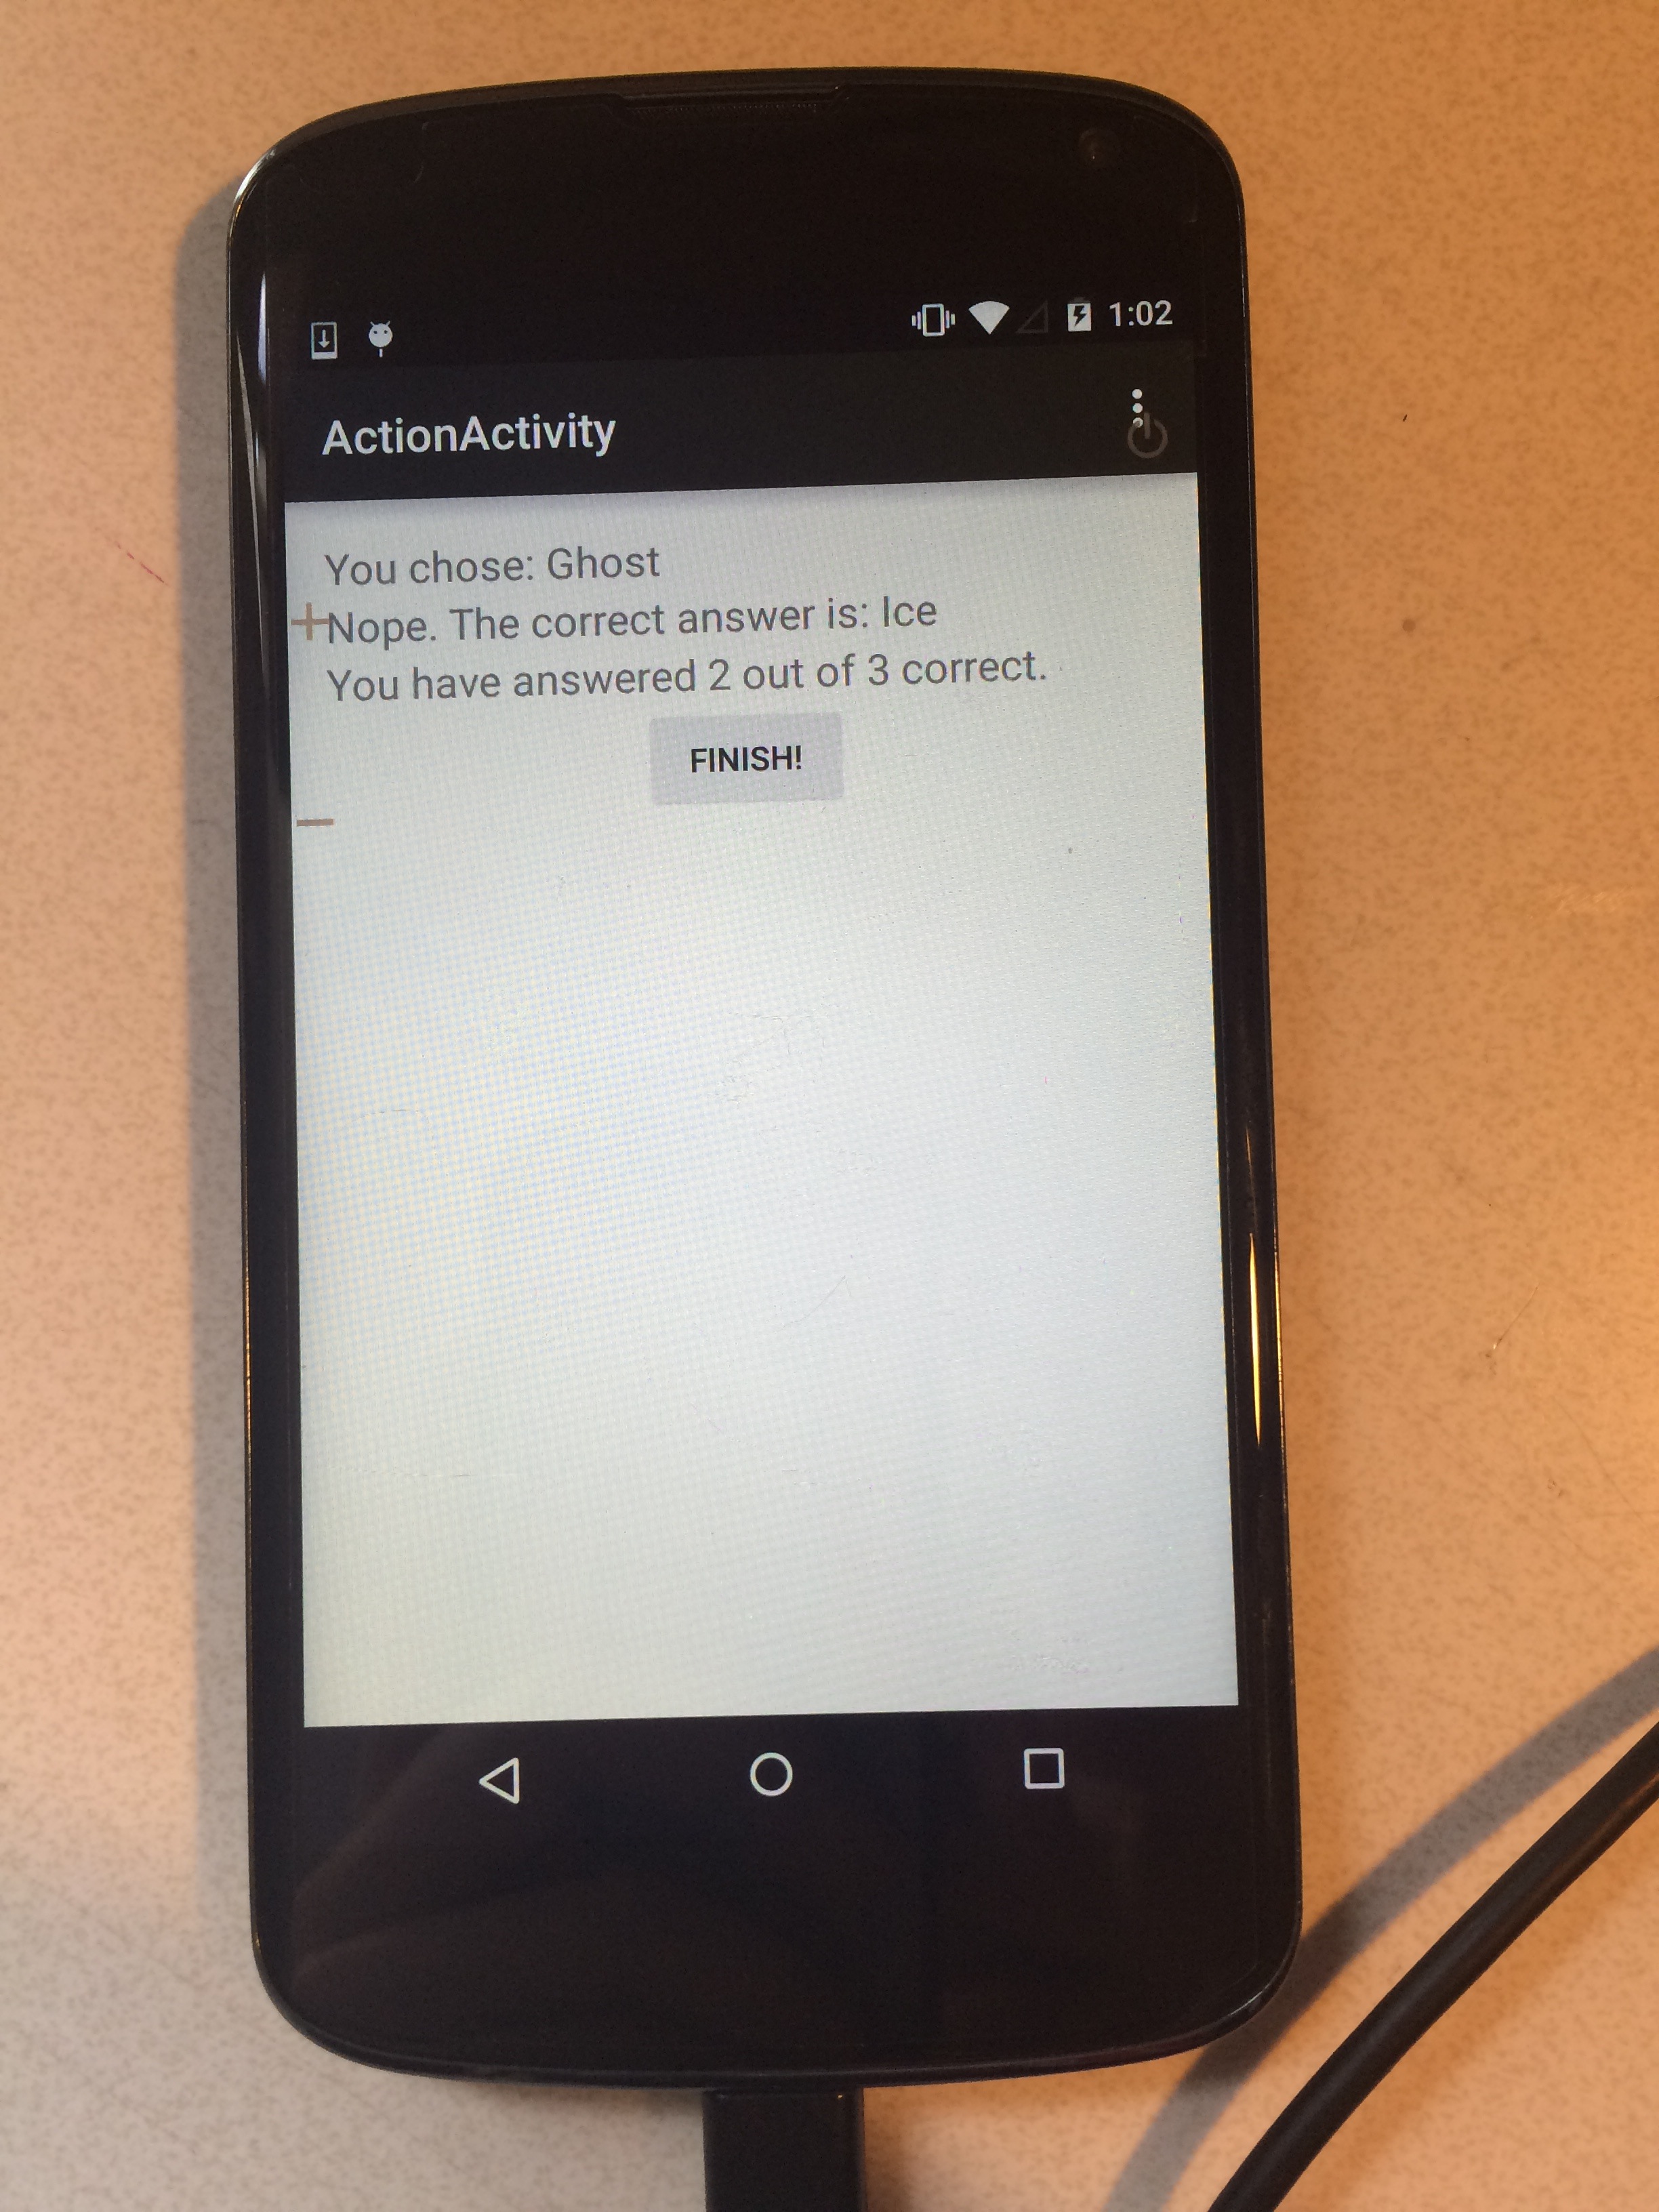 1:02
ActionActivity
You chose: Ghost
Nope. The correct answer is: Ice
You have answered 2 out of 3 correct.
FINISH!